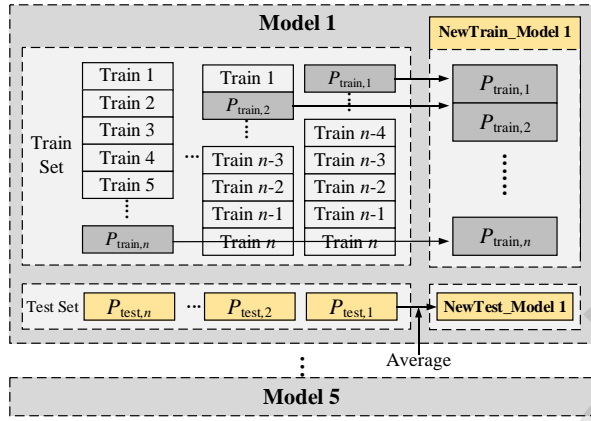 Model 1
NewTrain_Model 1
Train Set
Train 1
Train 2
Train 3
Train 4
Train 5
P_train,n
Train 1
P_train,2
Train n-3
Train n-2
Train n-1
Train n
P_train,1
Train n-4
Train n-3
Train n-2
Train n-1
Train n
P_train,1
P_train,2
P_train,n
Test Set
P_test,n
...
P_test,2
P_test,1
NewTest_Model 1
Average
Model 5